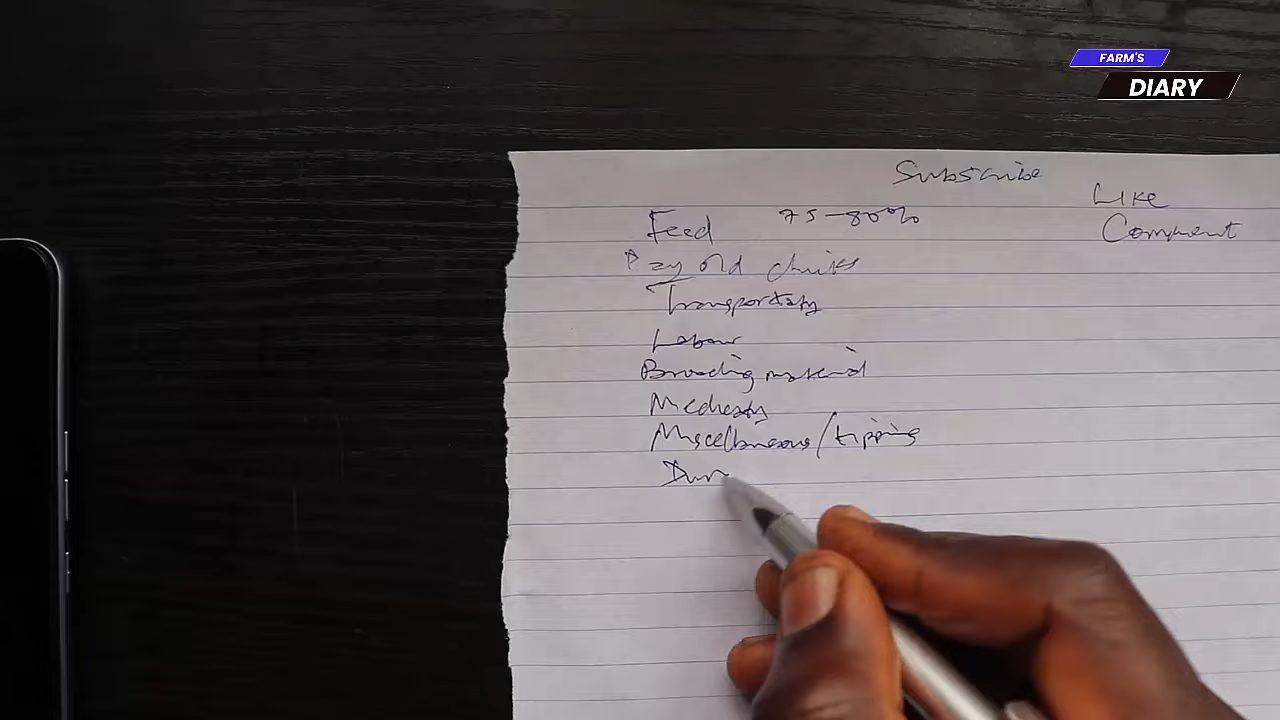 FARM'S
DIARY
Subscribe
Like
Comment
Feed 75-80%
Day old chicks
Transportation
Labour
Brooding material
Medication
Miscellaneous/tipping